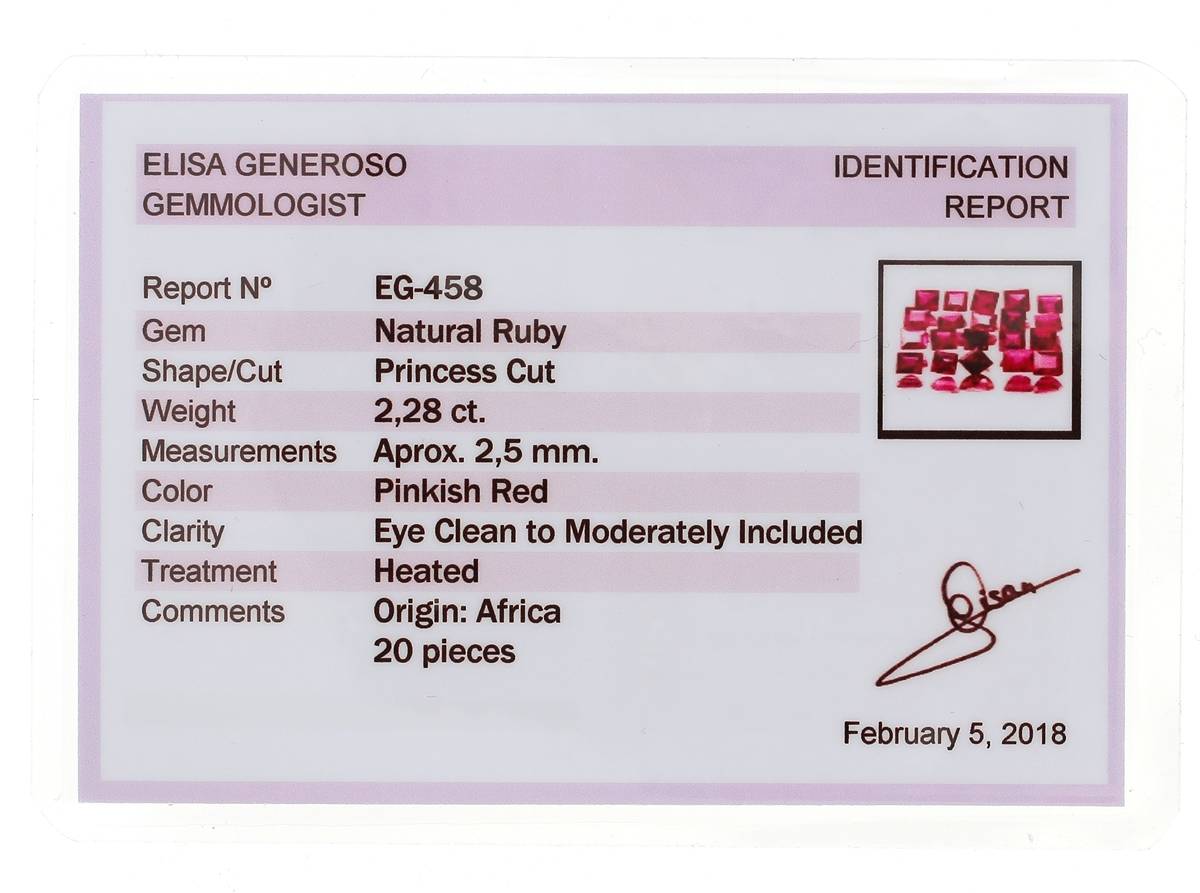 ELISA GENEROSO
GEMMOLOGIST
IDENTIFICATION
REPORT
Report Nº EG-458
Gem Natural Ruby
Shape/Cut Princess Cut
Weight 2,28 ct.
Measurements Aprox. 2,5 mm.
Color Pinkish Red
Clarity Eye Clean to Moderately Included
Treatment Heated
Comments Origin: Africa
20 pieces
February 5, 2018